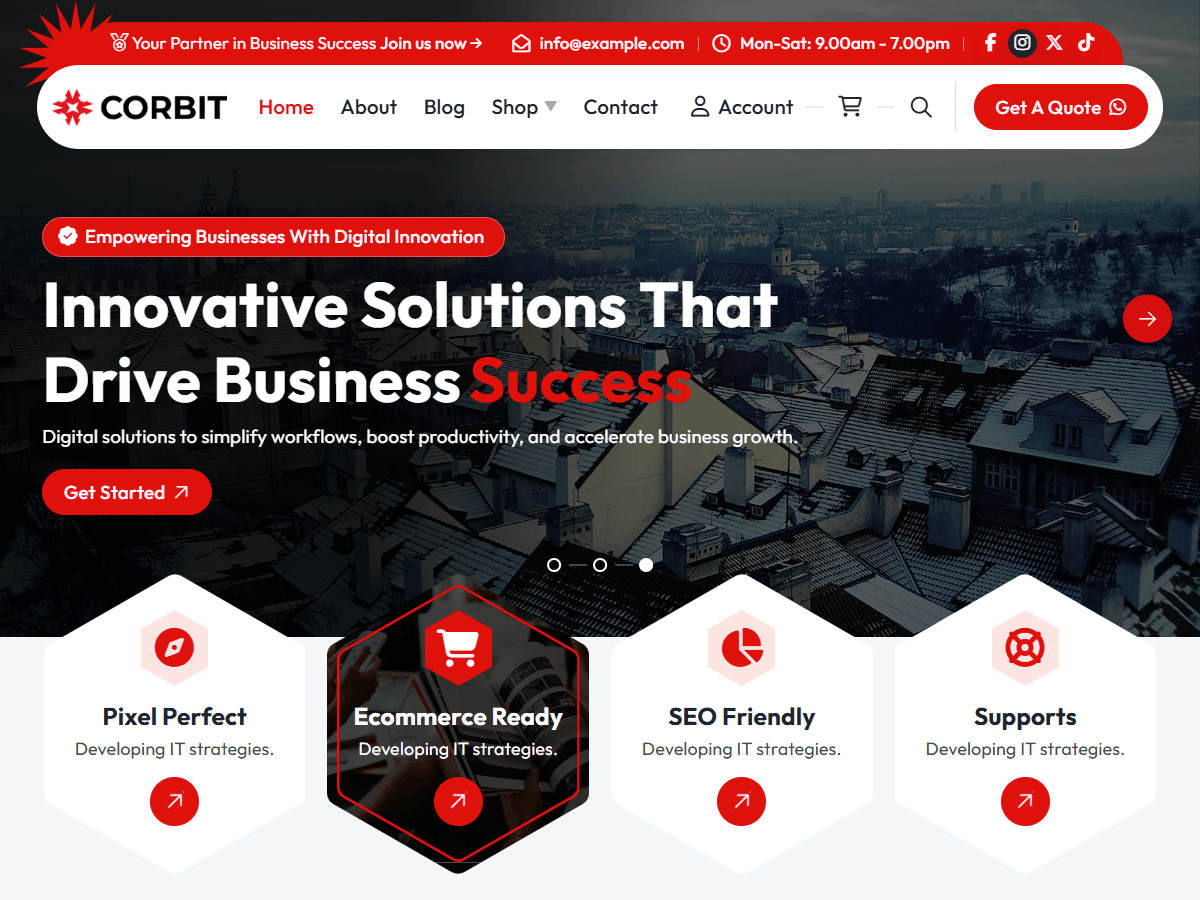 Your Partner in Business Success Join us now
info@example.com
Mon-Sat: 9.00am - 7.00pm
CORBIT
Home
About
Blog
Shop
Contact
Account
Get A Quote
Empowering Businesses With Digital Innovation
Innovative Solutions That
Drive Business Success
Digital solutions to simplify workflows, boost productivity, and accelerate business growth.
Get Started
Pixel Perfect
Developing IT strategies.
Ecommerce Ready
Developing IT strategies.
SEO Friendly
Developing IT strategies.
Supports
Developing IT strategies.